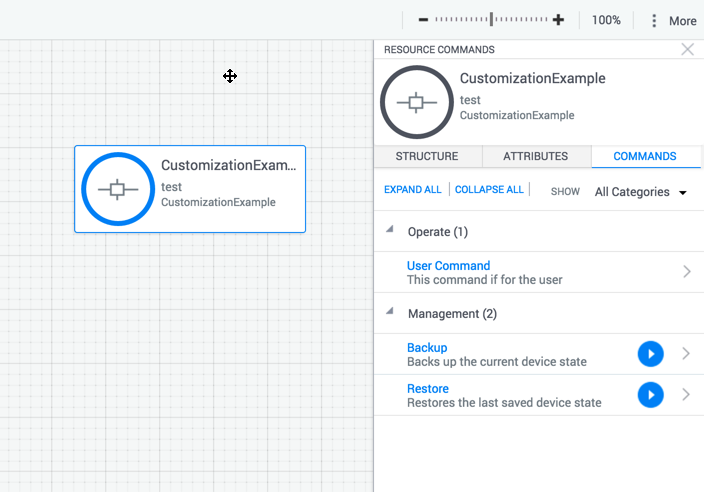 100%
More
RESOURCE COMMANDS
CustomizationExample
test
CustomizationExample
CustomizationExam...
test
CustomizationExample
STRUCTURE
ATTRIBUTES
COMMANDS
EXPAND ALL
COLLAPSE ALL
SHOW
All Categories
Operate (1)
User Command
This command if for the user
Management (2)
Backup
Backs up the current device state
Restore
Restores the last saved device state